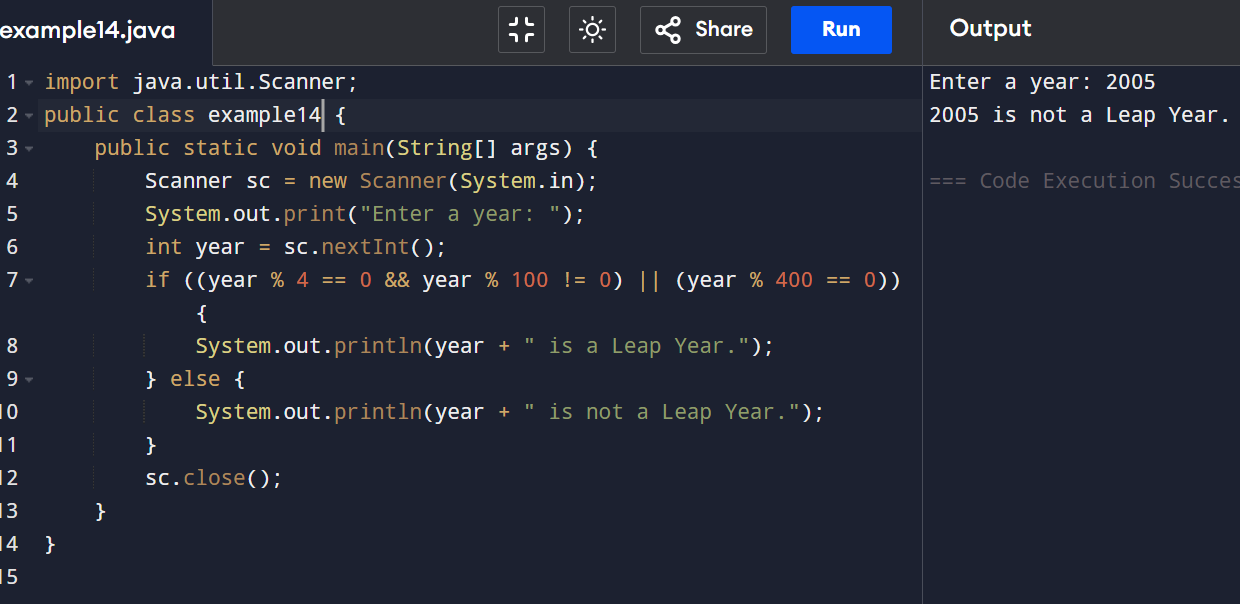 example14.java
Share
Run
Output
1 import java.util.Scanner;
2 public class example14 {
3 public static void main(String[] args) {
4 Scanner sc = new Scanner(System.in);
5 System.out.print("Enter a year: ");
6 int year = sc.nextInt();
7 if ((year % 4 == 0 && year % 100 != 0) || (year % 400 == 0))
{
8 System.out.println(year + " is a Leap Year.");
9 } else {
10 System.out.println(year + " is not a Leap Year.");
11 }
12 sc.close();
13 }
14 }
15
Enter a year: 2005
2005 is not a Leap Year.
=== Code Execution Succes